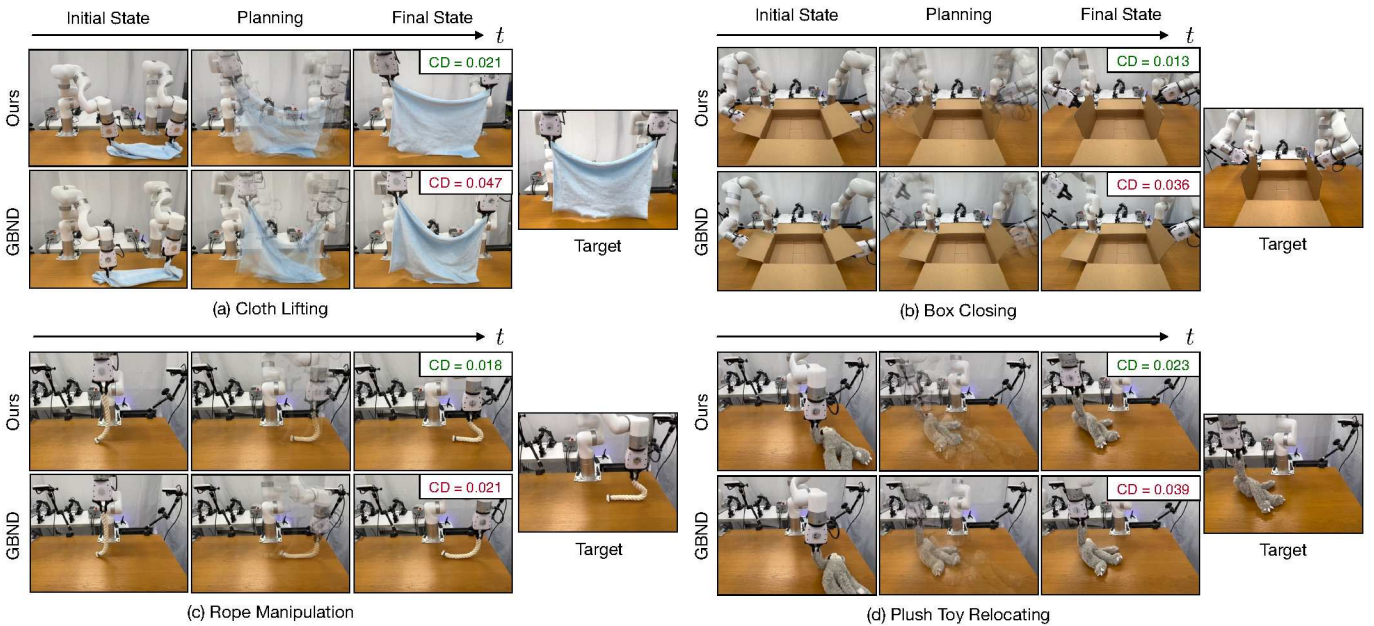 Initial State
Planning
Final State
t
Ours
CD = 0.021
GBND
CD = 0.047
Target
(a) Cloth Lifting
Initial State
Planning
Final State
t
Ours
CD = 0.013
GBND
CD = 0.036
Target
(b) Box Closing
t
Ours
CD = 0.018
GBND
CD = 0.021
Target
(c) Rope Manipulation
t
Ours
CD = 0.023
GBND
CD = 0.039
Target
(d) Plush Toy Relocating